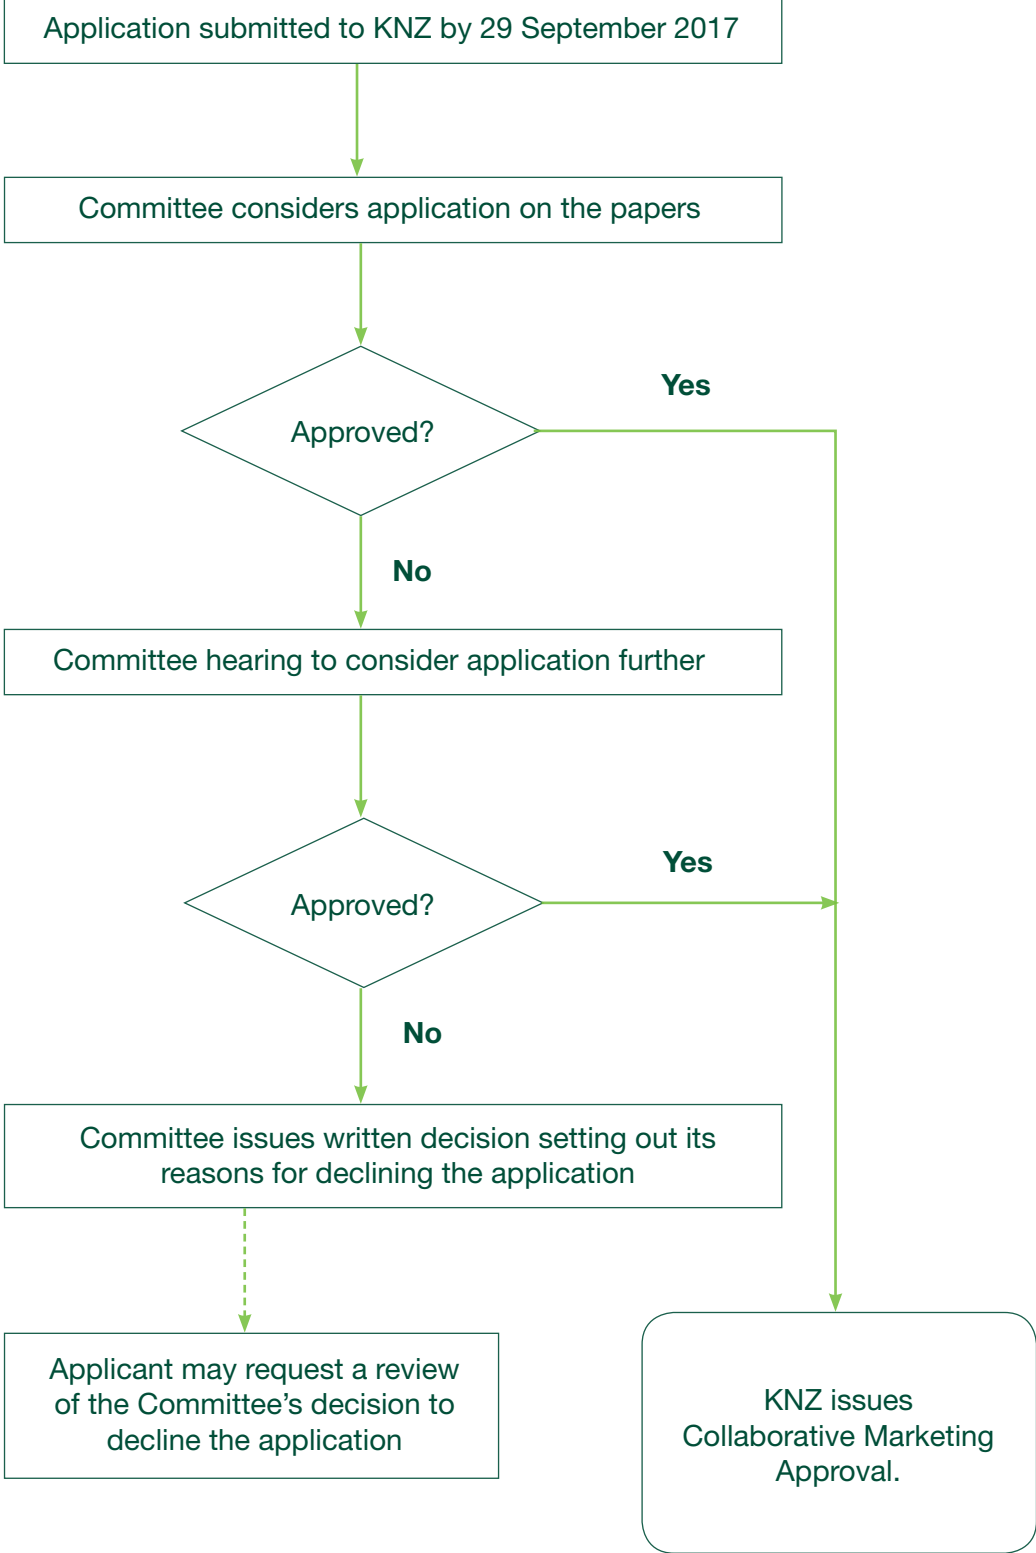 Application submitted to KNZ by 29 September 2017
Committee considers application on the papers
Yes
Approved?
No
Committee hearing to consider application further
Yes
Approved?
No
Committee issues written decision setting out its
reasons for declining the application
Applicant may request a review
of the Committee’s decision to
decline the application
KNZ issues
Collaborative Marketing
Approval.